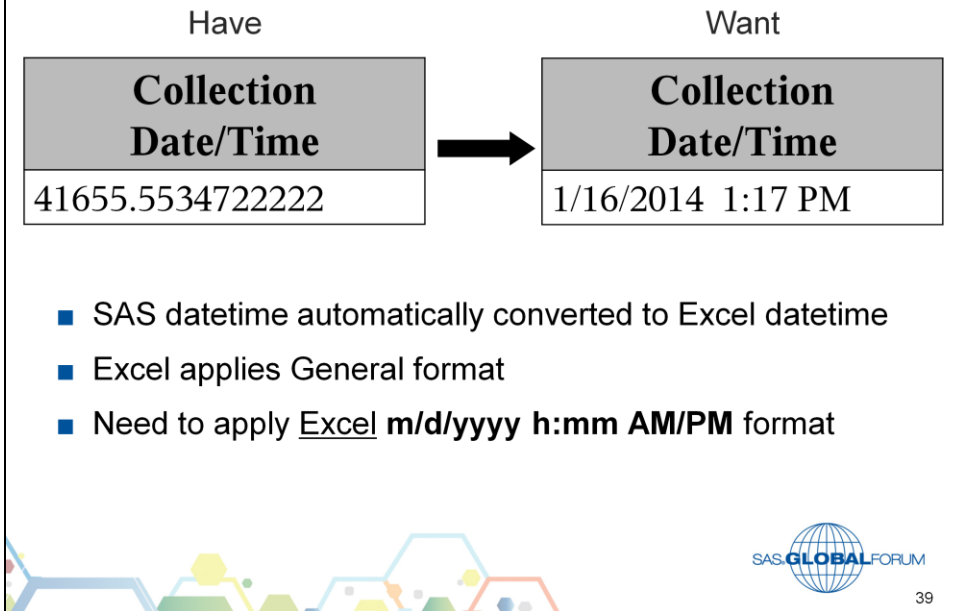 Have
Want
Collection
Date/Time
41655.5534722222
Collection
Date/Time
1/16/2014 1:17 PM
■ SAS datetime automatically converted to Excel datetime
■ Excel applies General format
■ Need to apply Excel m/d/yyyy h:mm AM/PM format
SAS GLOBALFORUM
39